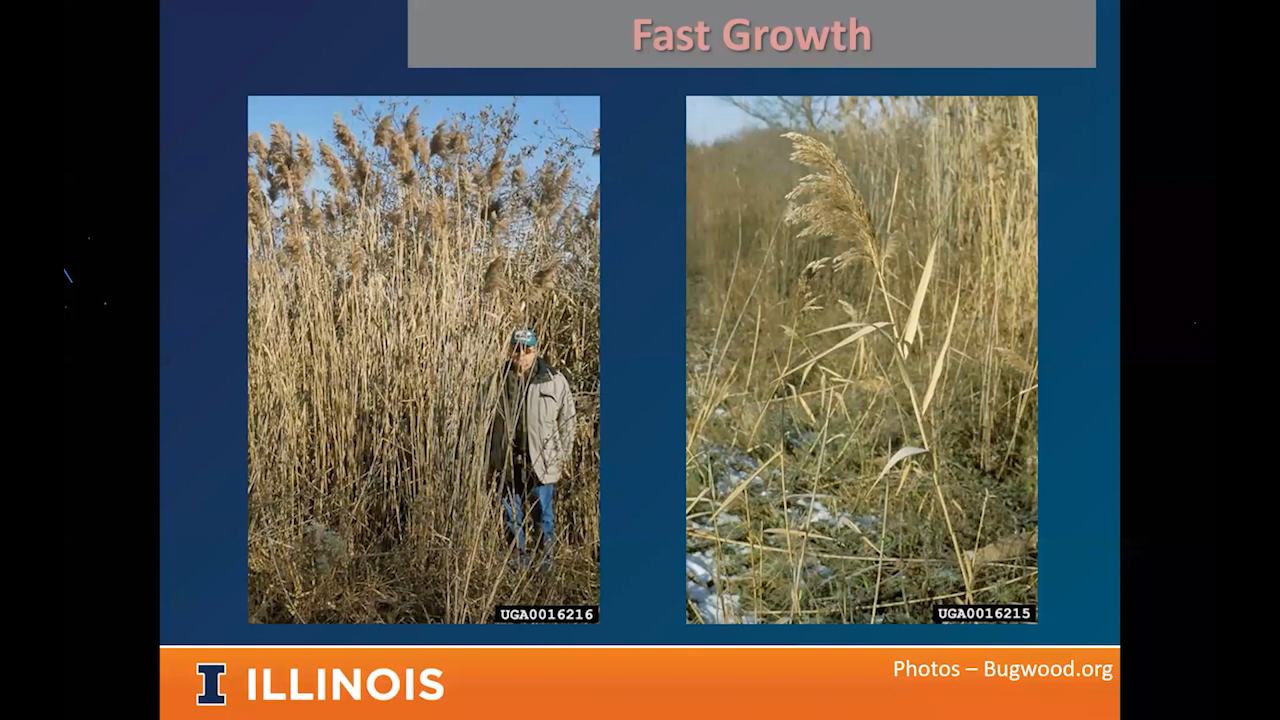 Fast Growth
UGA0016216
UGA0016215
Photos – Bugwood.org
I ILLINOIS